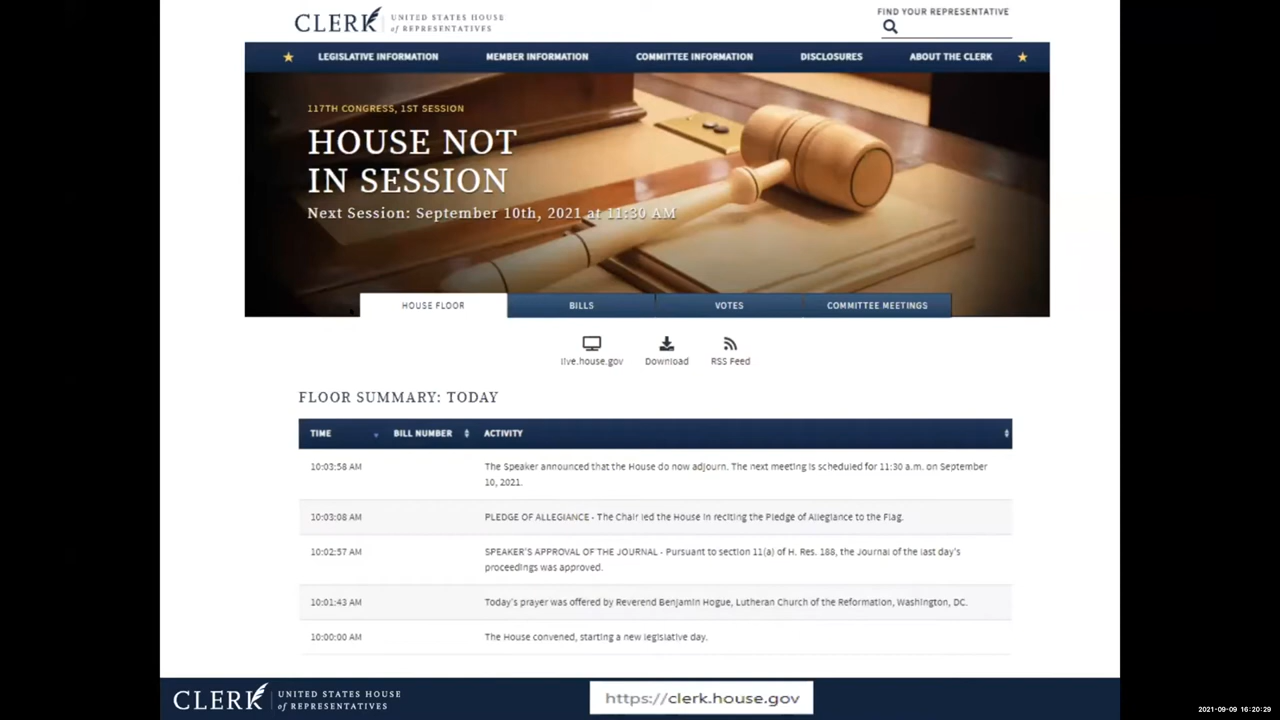 CLERK UNITED STATES HOUSE of REPRESENTATIVES
FIND YOUR REPRESENTATIVE
LEGISLATIVE INFORMATION MEMBER INFORMATION COMMITTEE INFORMATION DISCLOSURES ABOUT THE CLERK
117TH CONGRESS, 1ST SESSION
HOUSE NOT
IN SESSION
Next Session: September 10th, 2021 at 11:30 AM
HOUSE FLOOR BILLS VOTES COMMITTEE MEETINGS
live.house.gov Download RSS Feed
FLOOR SUMMARY: TODAY
TIME BILL NUMBER ACTIVITY
10:03:58 AM The Speaker announced that the House do now adjourn. The next meeting is scheduled for 11:30 a.m. on September
10, 2021.
10:03:08 AM PLEDGE OF ALLEGIANCE - The Chair led the House in reciting the Pledge of Allegiance to the Flag.
10:02:57 AM SPEAKER'S APPROVAL OF THE JOURNAL - Pursuant to section 11(a) of H. Res. 188, the Journal of the last day's
proceedings was approved.
10:01:43 AM Today's prayer was offered by Reverend Benjamin Hogue, Lutheran Church of the Reformation, Washington, DC.
10:00:00 AM The House convened, starting a new legislative day.
CLERK UNITED STATES HOUSE of REPRESENTATIVES
https://clerk.house.gov
2021-09-09 16:20:29